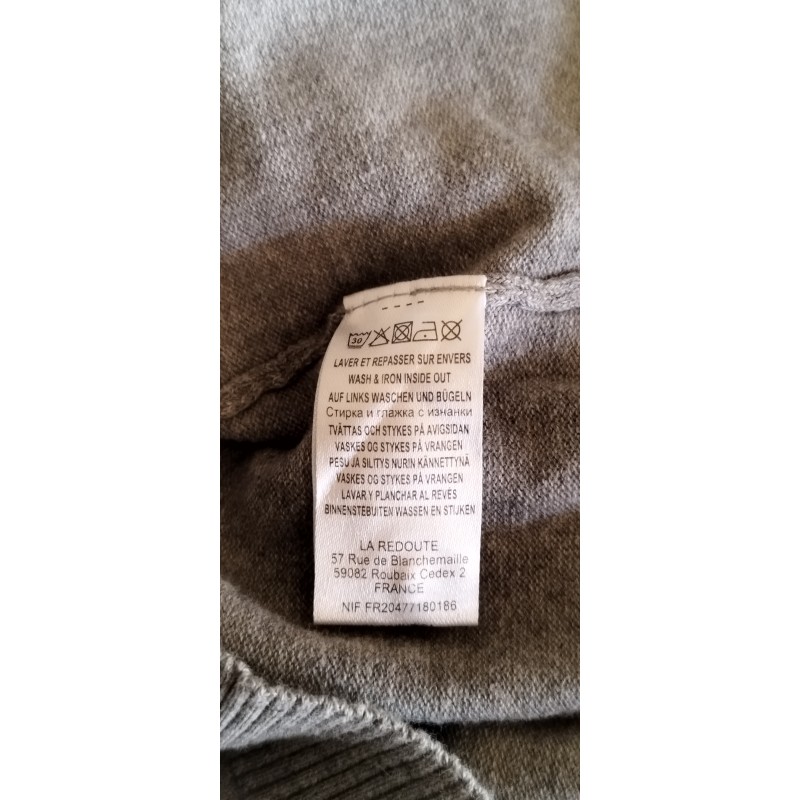 - - - -
30
LAVER ET REPASSER SUR ENVERS
WASH & IRON INSIDE OUT
AUF LINKS WASCHEN UND BÜGELN
Стирка и глажка с изнанки
TVÄTTAS OCH STYKES PÅ AVIGSIDAN
VASKES OG STYKES PÅ VRANGEN
PESU JA SILITYS NURIN KÄNNETTYNÄ
VASKES OG STYKES PÅ VRANGEN
LAVAR Y PLANCHAR AL REVÉS
BINNENSTEBUITEN WASSEN EN STIJKEN
LA REDOUTE
57 Rue de Blanchemaille
59082 Roubaix Cedex 2
FRANCE
NIF FR20477180186